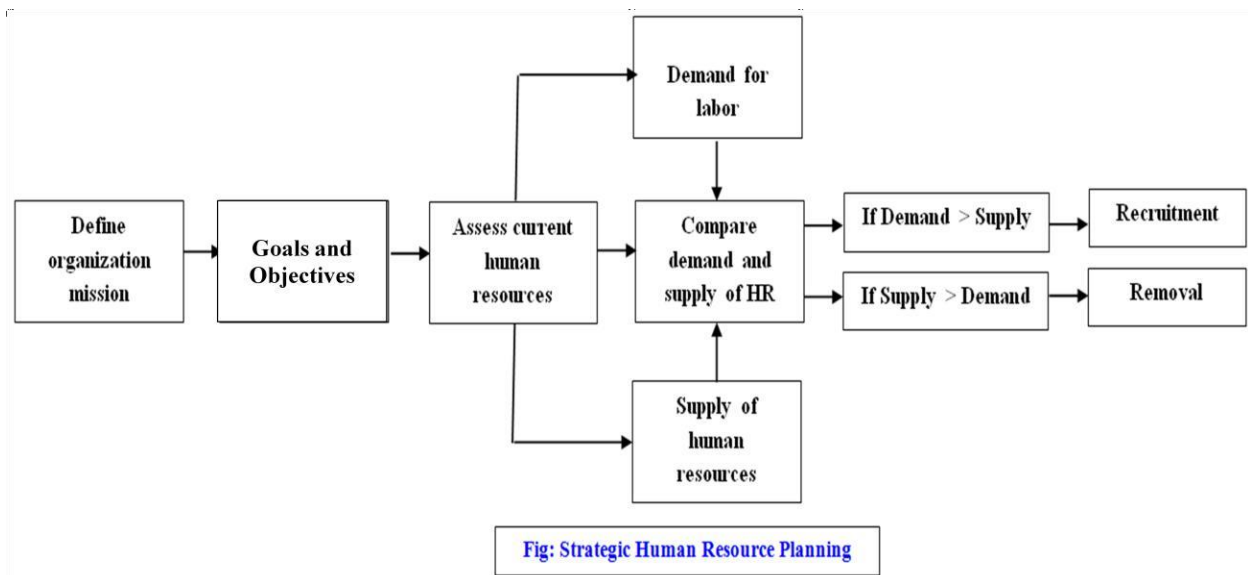 Demand for
labor
Define
organization
mission
Goals and
Objectives
Assess current
human
resources
Compare
demand and
supply of HR
If Demand > Supply
Recruitment
If Supply > Demand
Removal
Supply of
human
resources
Fig: Strategic Human Resource Planning